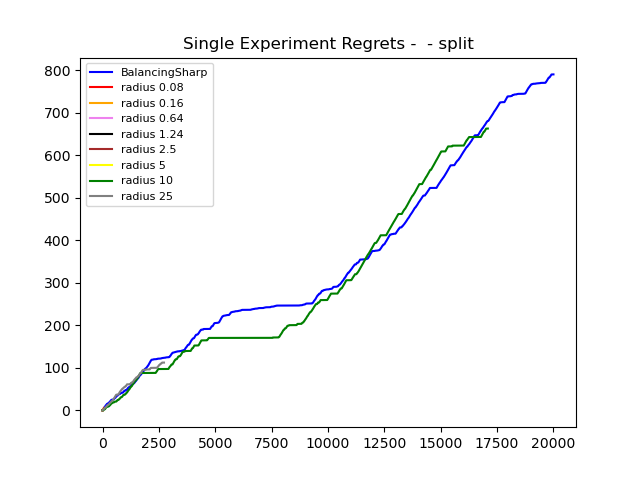 Single Experiment Regrets -  - split
800
700
600
500
400
300
200
100
0
BalancingSharp
radius 0.08
radius 0.16
radius 0.64
radius 1.24
radius 2.5
radius 5
radius 10
radius 25
0 2500 5000 7500 10000 12500 15000 17500 20000